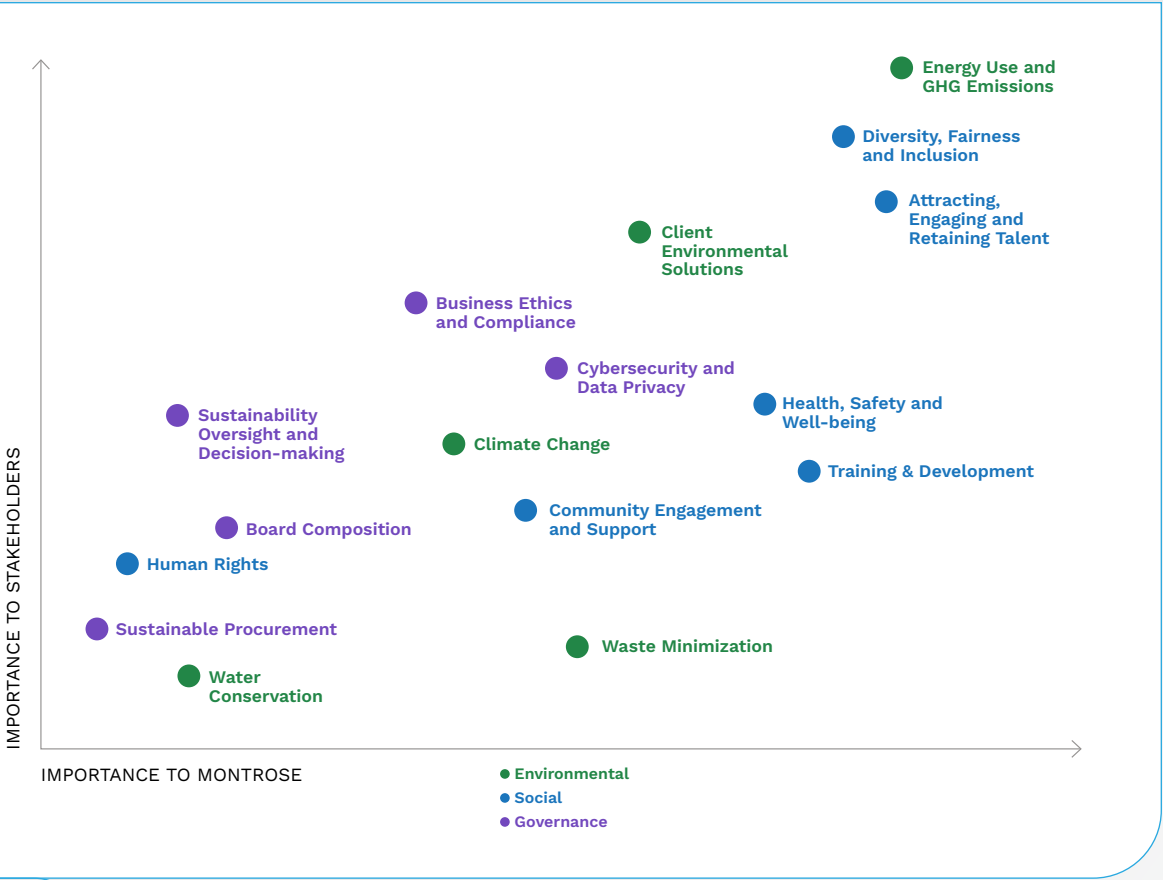 Energy Use and
GHG Emissions
Diversity, Fairness
and Inclusion
Attracting,
Engaging and
Retaining Talent
Client
Environmental
Solutions
Business Ethics
and Compliance
Cybersecurity and
Data Privacy
Health, Safety and
Well-being
Sustainability
Oversight and
Decision-making
Climate Change
Training & Development
Community Engagement
and Support
Board Composition
Human Rights
Sustainable Procurement
Waste Minimization
Water
Conservation
IMPORTANCE TO STAKEHOLDERS
IMPORTANCE TO MONTROSE
Environmental
Social
Governance